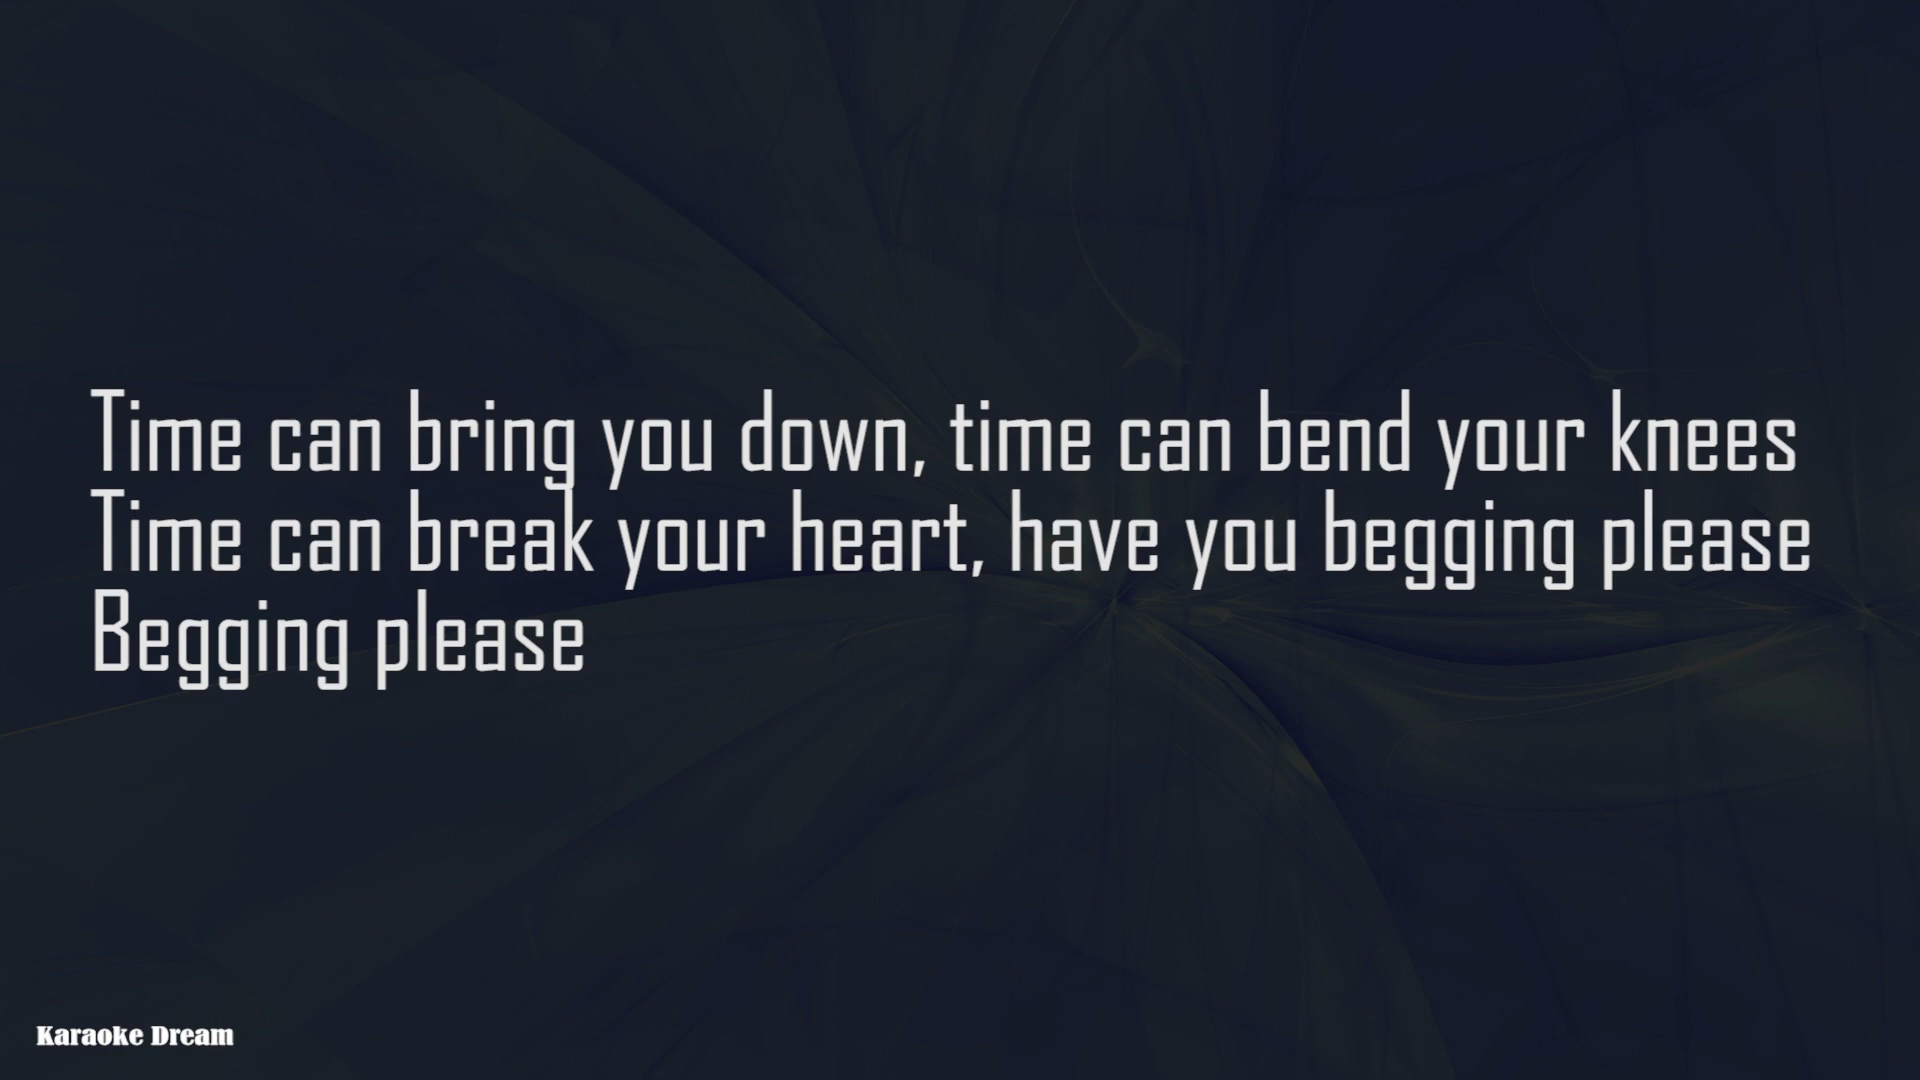 Time can bring you down, time can bend your knees
Time can break your heart, have you begging please
Begging please
Karaoke Dream